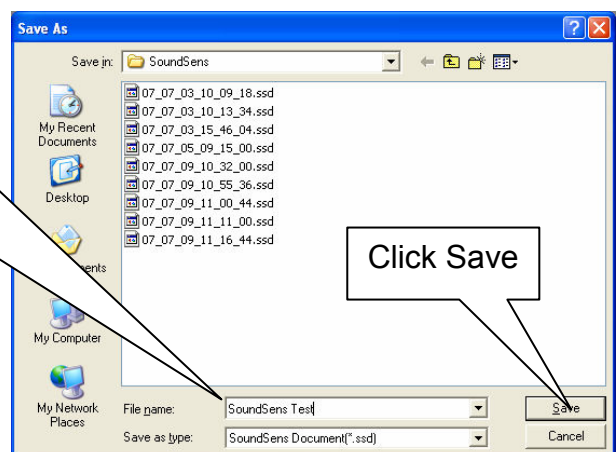 Save As
Save in:
SoundSens
My Recent
Documents
Desktop
My Computer
My Network
Places
07_07_03_10_09_18.ssd
07_07_03_10_13_34.ssd
07_07_03_15_46_04.ssd
07_07_05_09_15_00.ssd
07_07_09_10_32_00.ssd
07_07_09_10_55_36.ssd
07_07_09_11_00_44.ssd
07_07_09_11_11_00.ssd
07_07_09_11_16_44.ssd
Click Save
File name:
SoundSens Test
Save
Save as type:
SoundSens Document(*.ssd)
Cancel